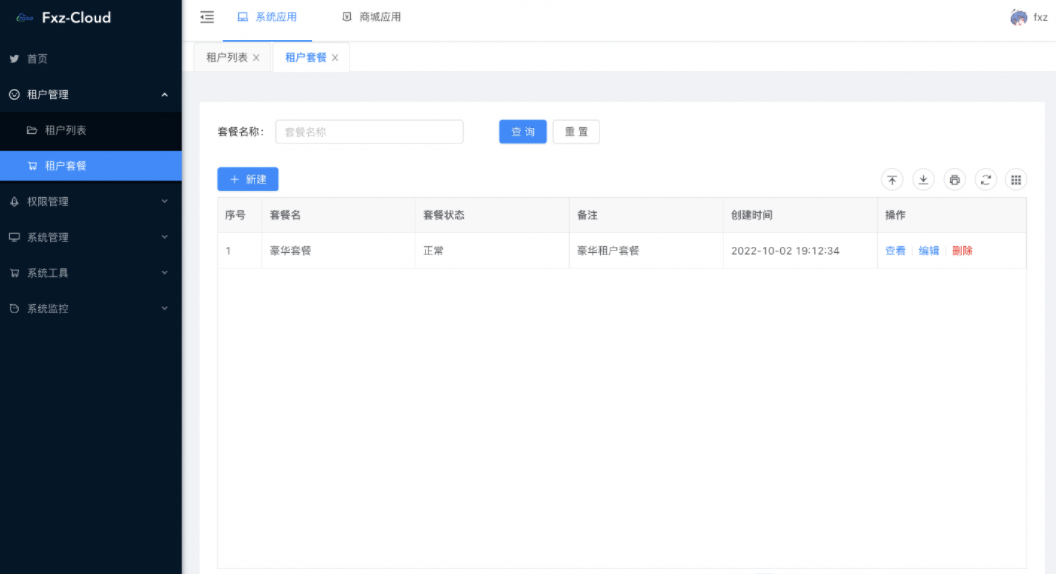 Fxz-Cloud
系统应用
商城应用
fxz
首页
租户管理
租户列表
租户套餐
权限管理
系统管理
系统工具
系统监控
租户列表
租户套餐
套餐名称:
套餐名称
查 询
重 置
新建
序号 套餐名 套餐状态 备注 创建时间 操作
1 豪华套餐 正常 豪华租户套餐 2022-10-02 19:12:34 查看 编辑 删除